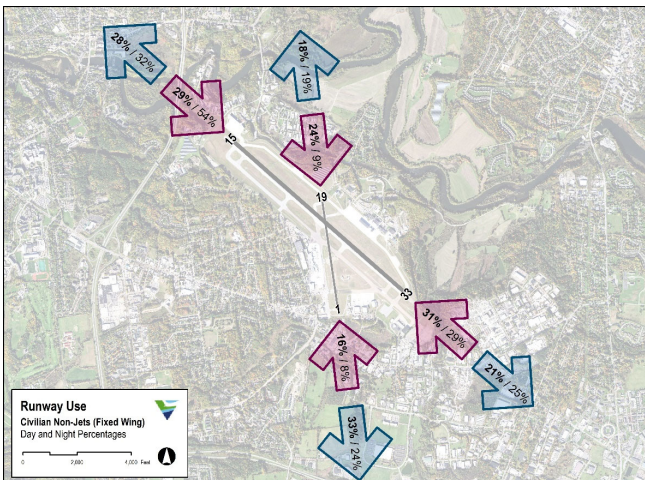 28% / 32%
18% / 19%
29% / 54%
24% / 9%
15
19
33
1
31% / 29%
16% / 8%
21% / 25%
33% / 24%
Runway Use
Civilian Non-Jets (Fixed Wing)
Day and Night Percentages
0 2,000 4,000 Feet